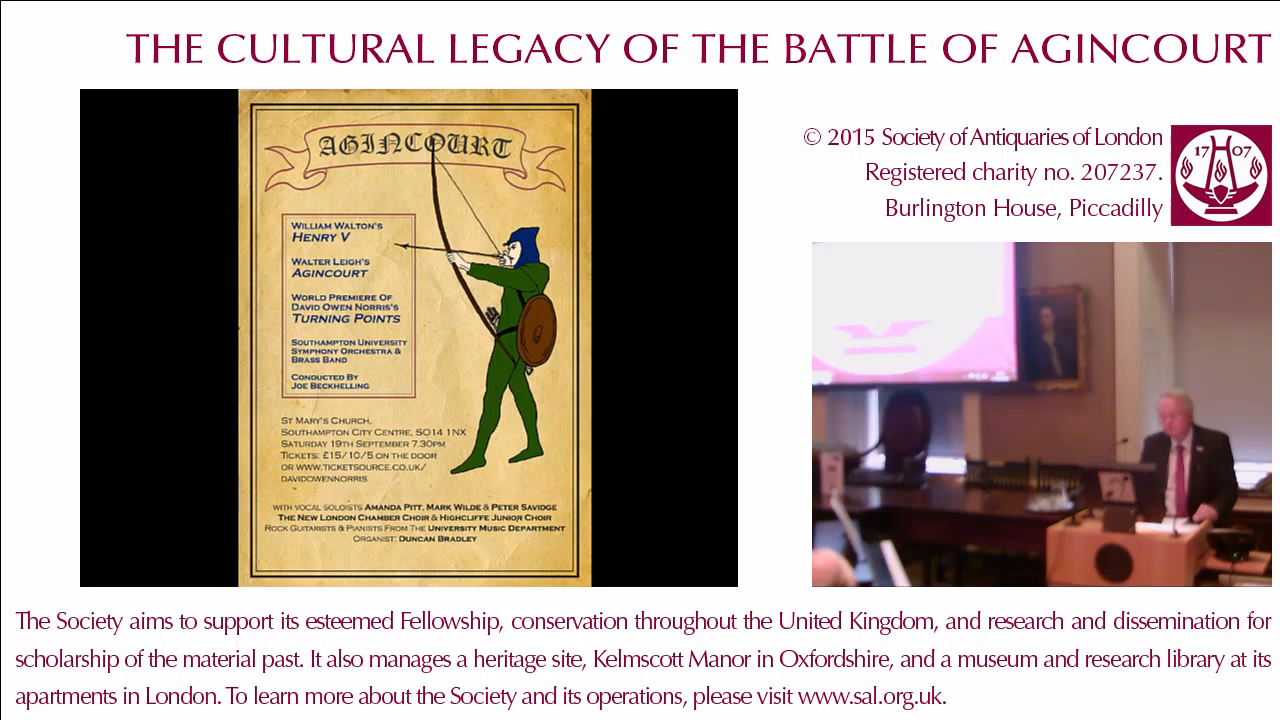 THE CULTURAL LEGACY OF THE BATTLE OF AGINCOURT
AGINCOURT
WILLIAM WALTON'S
HENRY V
WALTER LEIGH'S
AGINCOURT
WORLD PREMIERE OF
DAVID OWEN NORRIS'S
TURNING POINTS
SOUTHAMPTON UNIVERSITY
SYMPHONY ORCHESTRA &
BRASS BAND
CONDUCTED BY
JOE BECKHELLING
ST MARY'S CHURCH,
SOUTHAMPTON CITY CENTRE, SO14 1NX
SATURDAY 19TH SEPTEMBER 7.30PM
TICKETS: £15/10/5 ON THE DOOR
OR WWW.TICKETSOURCE.CO.UK/
DAVIDOWENNORRIS
WITH VOCAL SOLOISTS AMANDA PITT, MARK WILDE & PETER SAVIDGE
THE NEW LONDON CHAMBER CHOIR & HIGHCLIFFE JUNIOR CHOIR
ROCK GUITARISTS & PIANISTS FROM THE UNIVERSITY MUSIC DEPARTMENT
ORGANIST: DUNCAN BRADLEY
© 2015 Society of Antiquaries of London
Registered charity no. 207237.
Burlington House, Piccadilly
17 07
The Society aims to support its esteemed Fellowship, conservation throughout the United Kingdom, and research and dissemination for
scholarship of the material past. It also manages a heritage site, Kelmscott Manor in Oxfordshire, and a museum and research library at its
apartments in London. To learn more about the Society and its operations, please visit www.sal.org.uk.